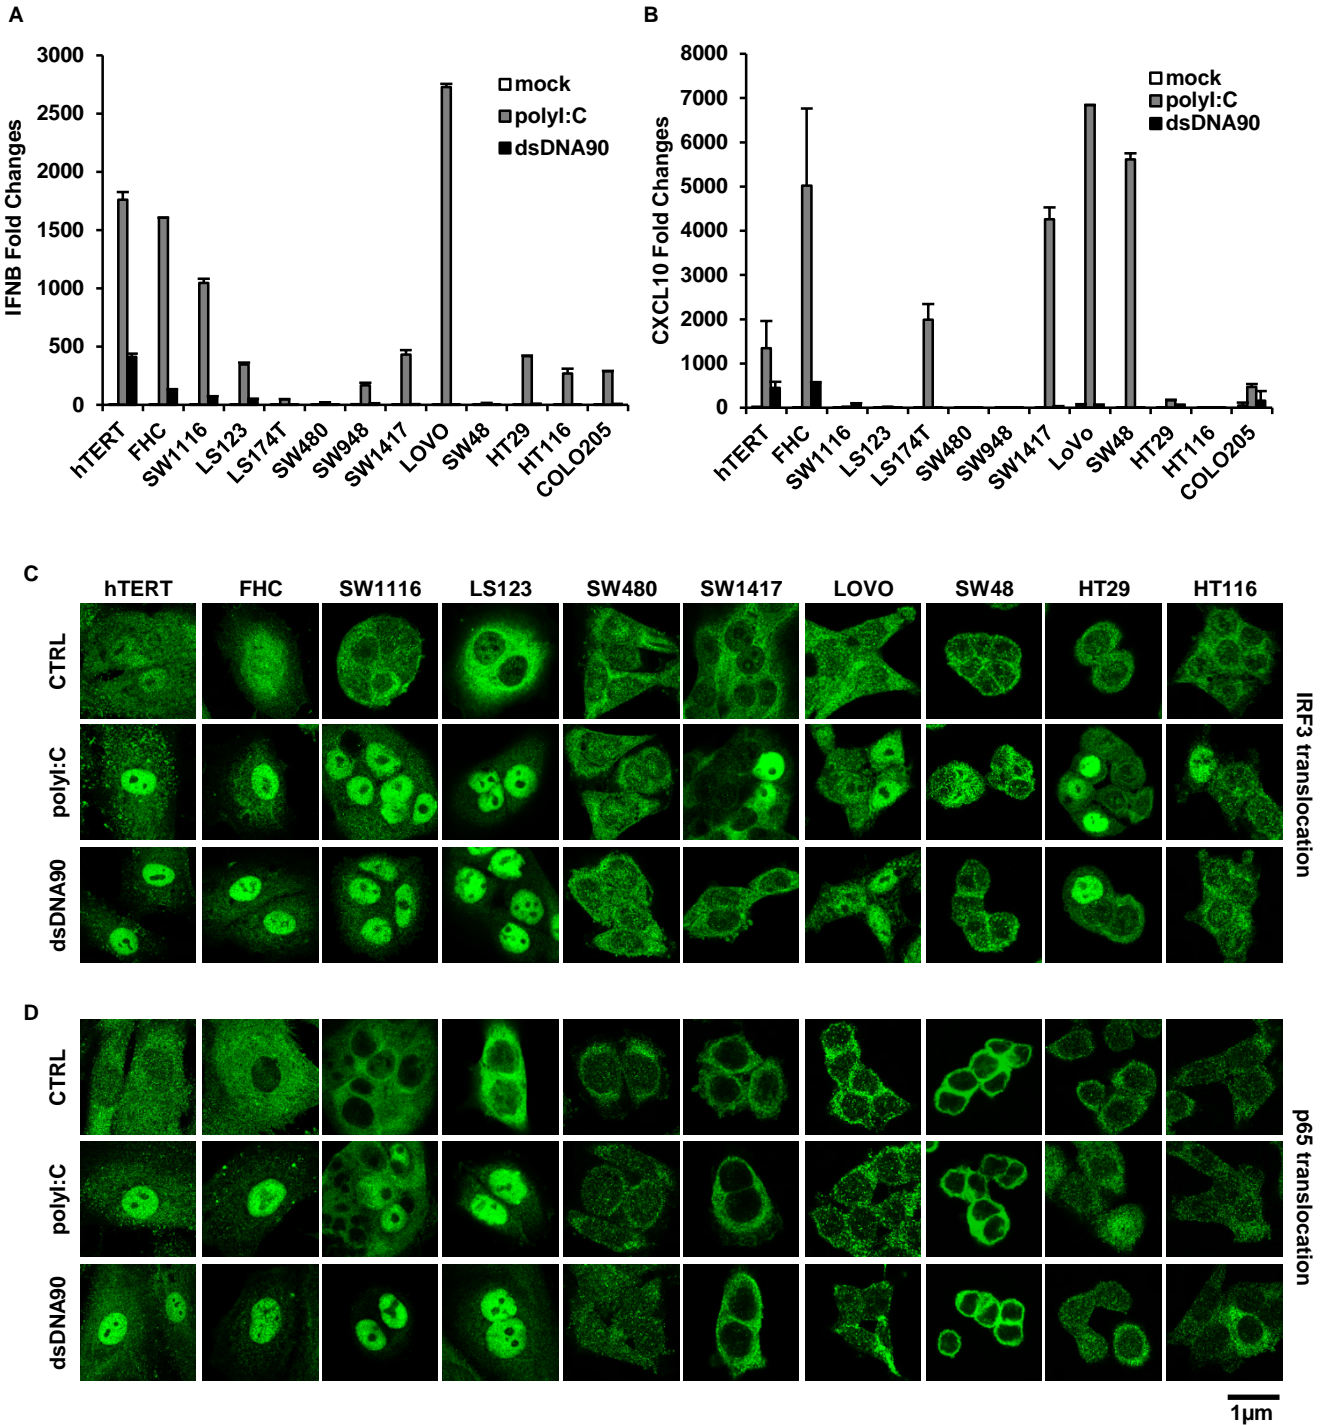 A
IFNB Fold Changes
3000
2500
2000
1500
1000
500
0
mock
polyI:C
dsDNA90
hTERT
FHC
SW1116
LS123
LS174T
SW480
SW948
SW1417
LOVO
SW48
HT29
HT116
COLO205
B
CXCL10 Fold Changes
8000
7000
6000
5000
4000
3000
2000
1000
0
mock
polyI:C
dsDNA90
hTERT
FHC
SW1116
LS123
LS174T
SW480
SW948
SW1417
LoVo
SW48
HT29
HT116
COLO205
C
hTERT FHC SW1116 LS123 SW480 SW1417 LOVO SW48 HT29 HT116
CTRL
polyI:C
dsDNA90
IRF3 translocation
D
CTRL
polyI:C
dsDNA90
p65 translocation
1µm